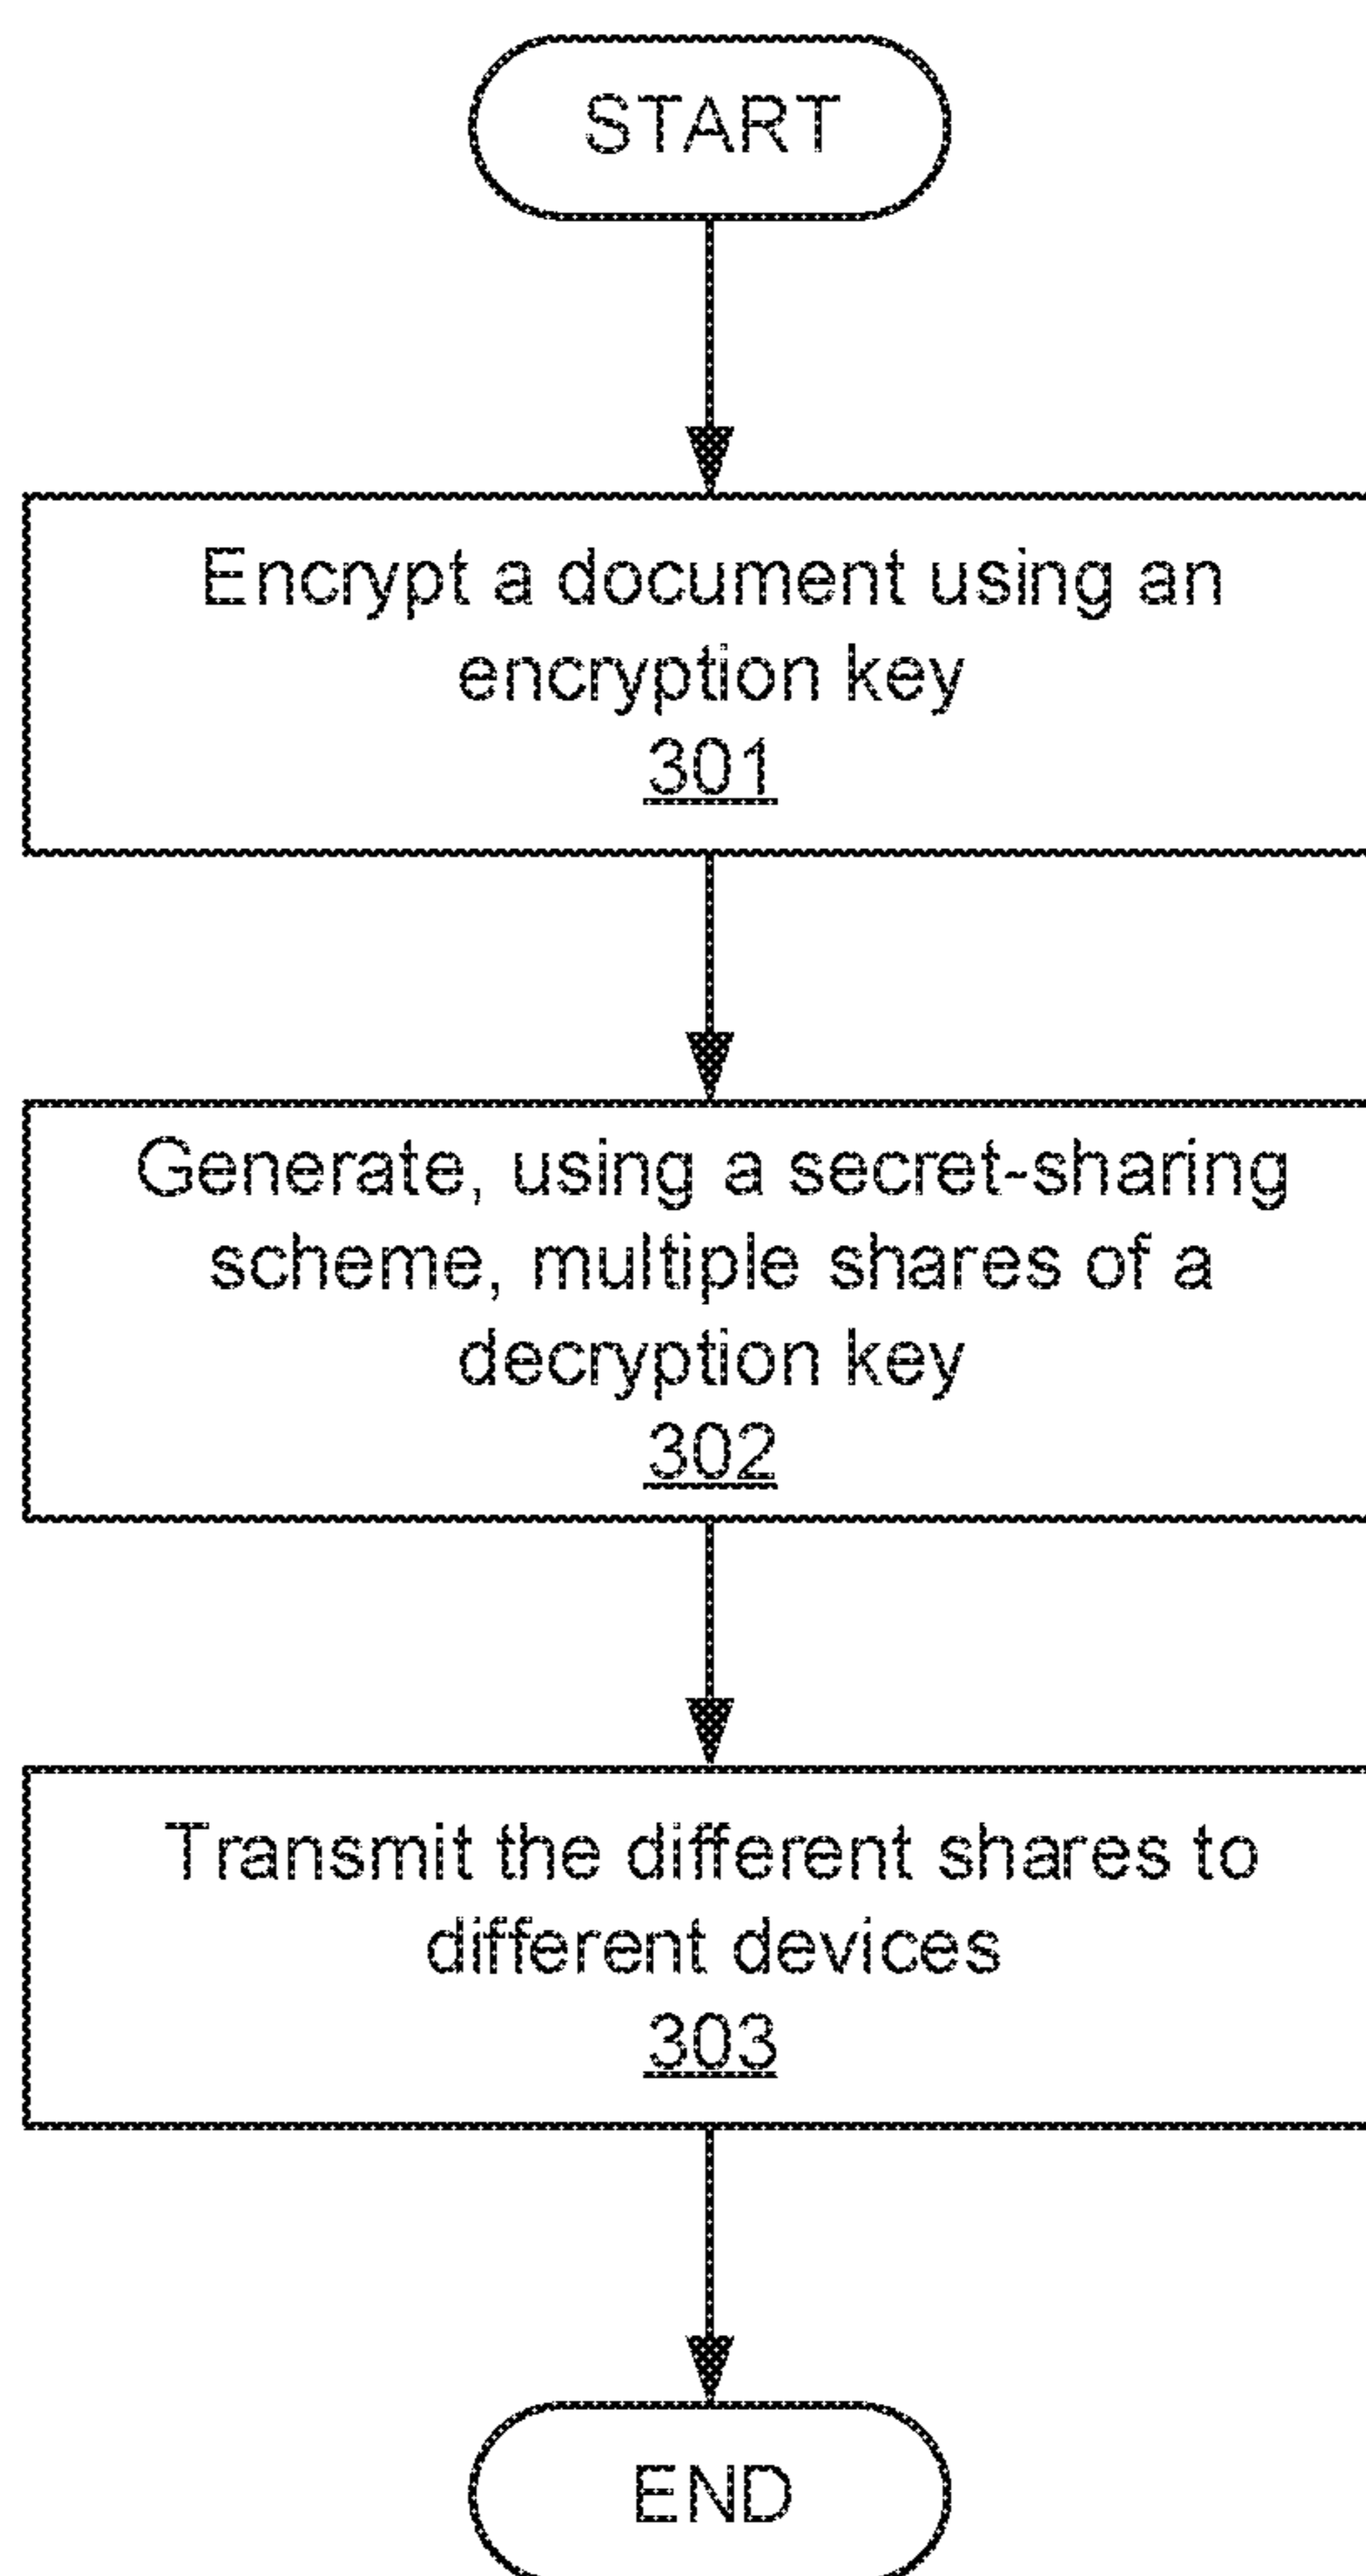 START
Encrypt a document using an
encryption key
301
Generate, using a secret-sharing
scheme, multiple shares of a
decryption key
302
Transmit the different shares to
different devices
303
END